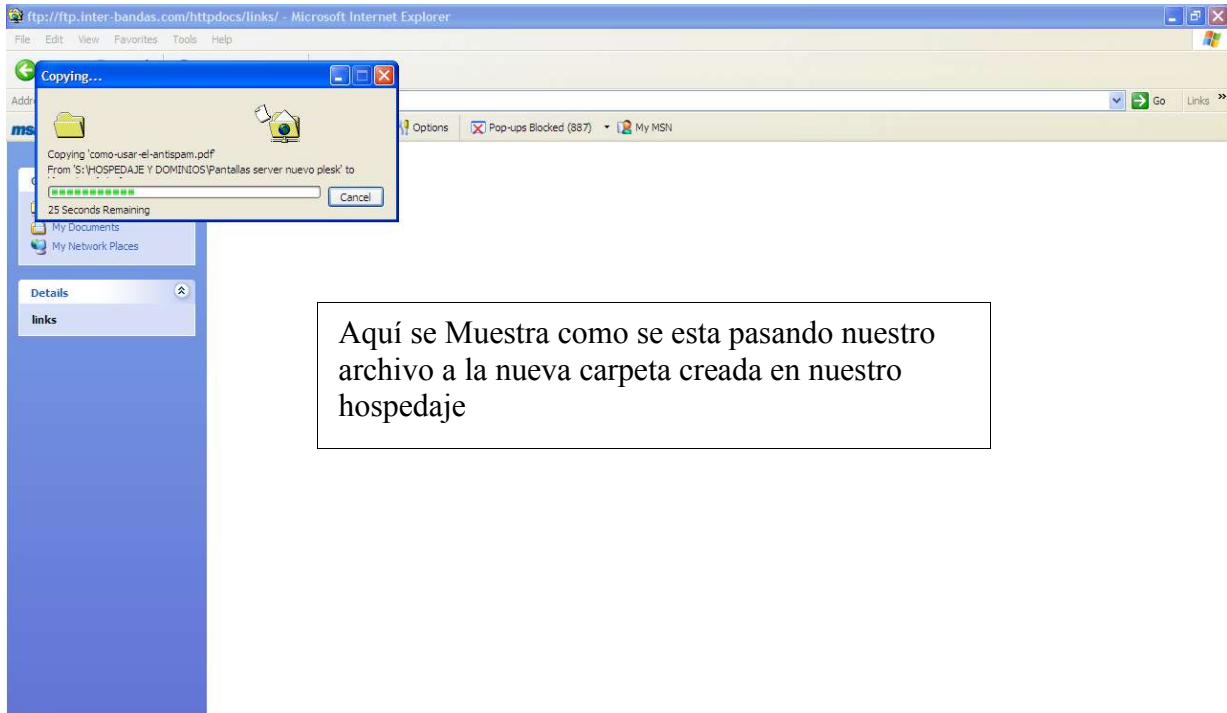 ftp://ftp.inter-bandas.com/httpdocs/links/ - Microsoft Internet Explorer
File Edit View Favorites Tools Help
Copying...
Go Links »
Options Pop-ups Blocked (887) My MSN
Copying 'como-usar-el-antispam.pdf'
From 'S:\HOSPEDAJE Y DOMINIOS\Pantallas server nuevo plesk' to
Cancel
25 Seconds Remaining
My Documents
My Network Places
Details
links
Aquí se Muestra como se esta pasando nuestro
archivo a la nueva carpeta creada en nuestro
hospedaje